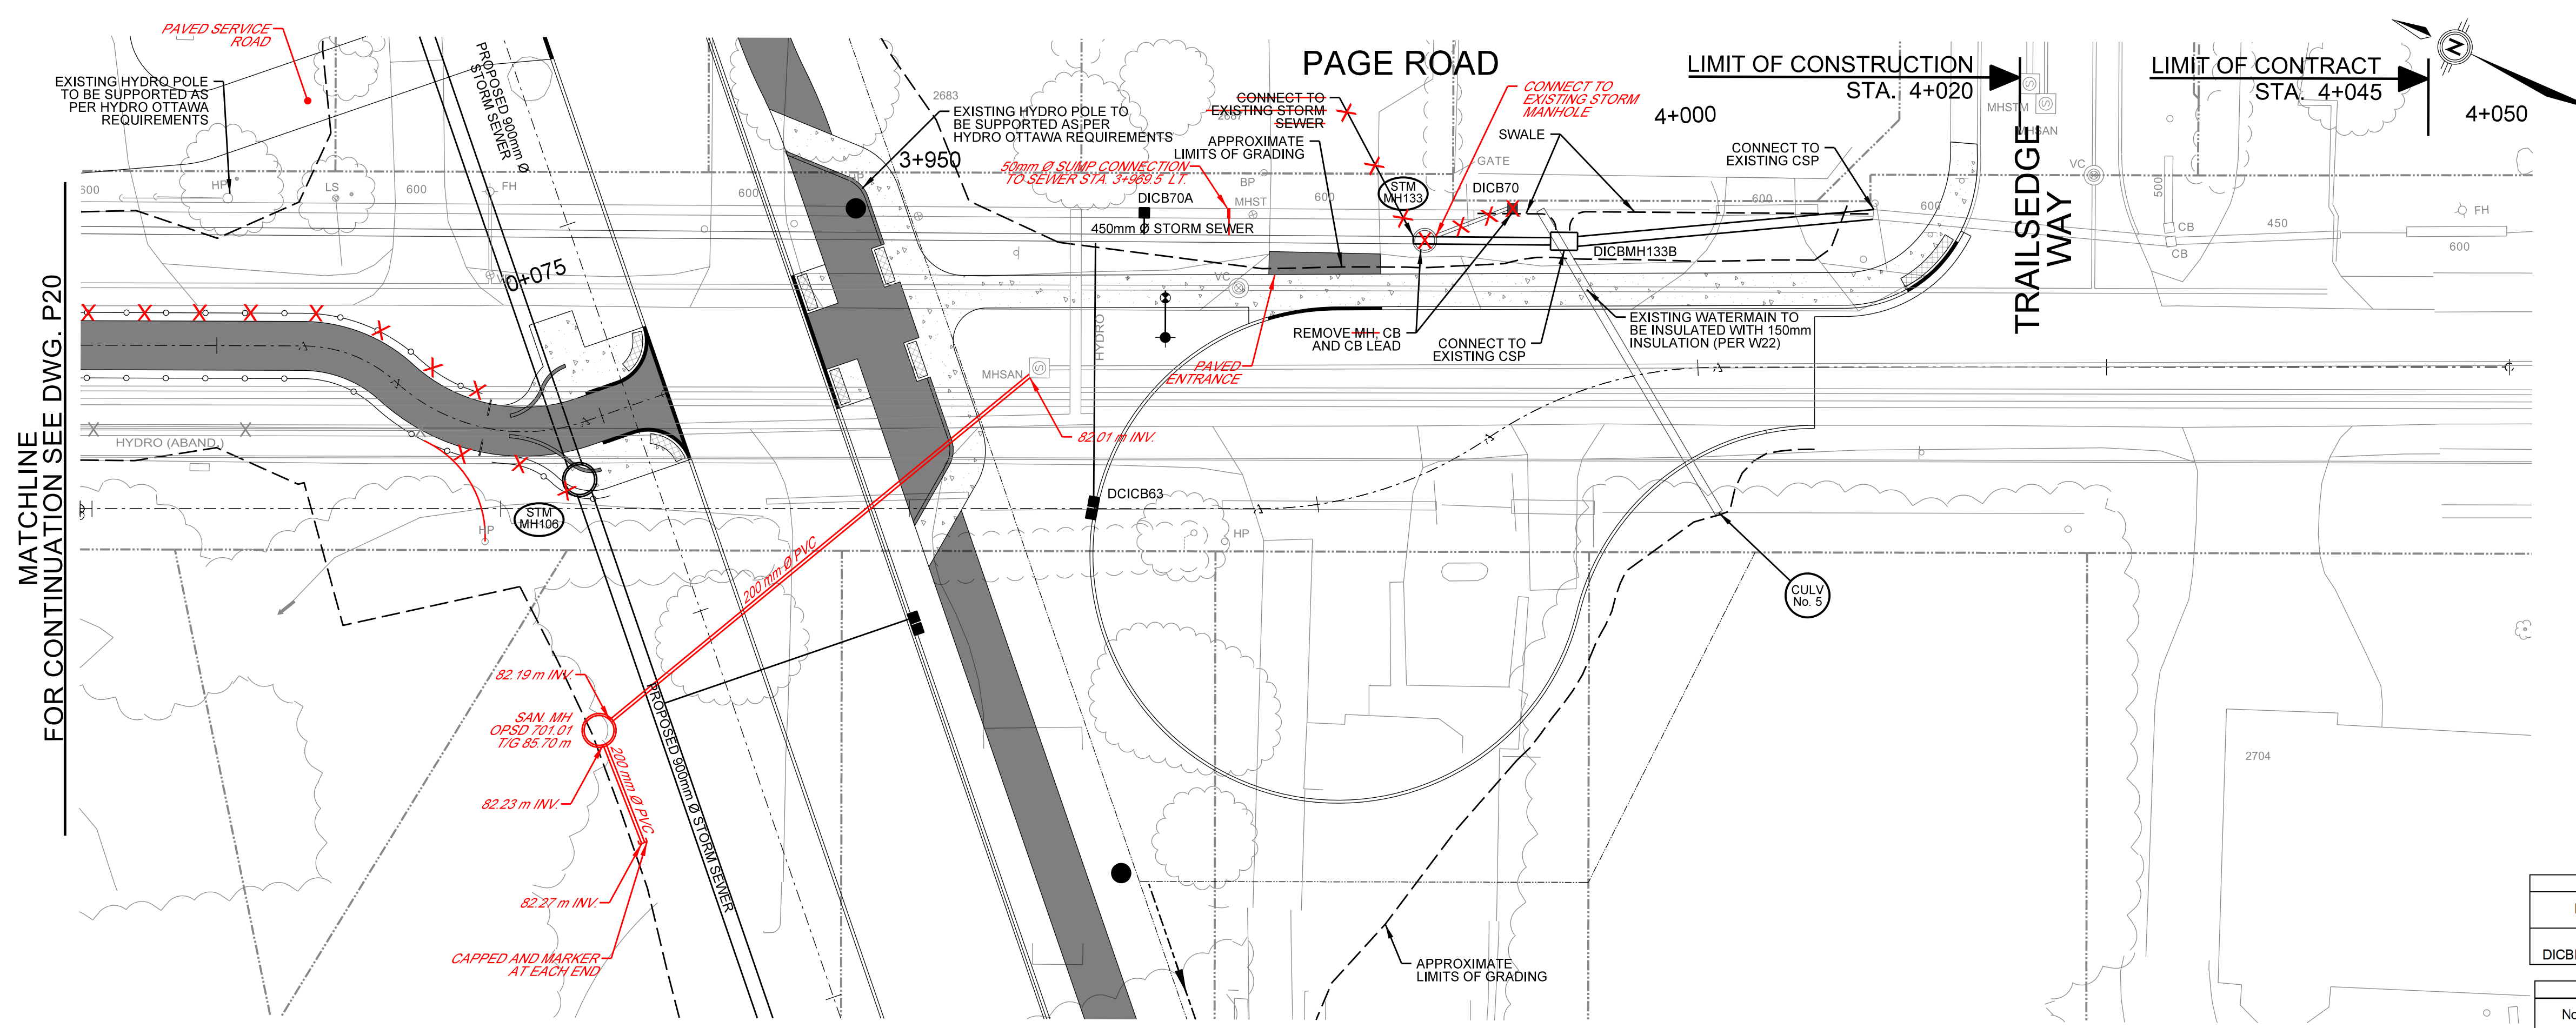 PAVED SERVICE
ROAD
EXISTING HYDRO POLE
TO BE SUPPORTED AS
PER HYDRO OTTAWA
REQUIREMENTS
PROPOSED 900mm Ø
STORM SEWER
2683
EXISTING HYDRO POLE TO
BE SUPPORTED AS PER
HYDRO OTTAWA REQUIREMENTS
3+950
50mm Ø SUMP CONNECTION
TO SEWER STA. 3+969.5 LT.
PAGE ROAD
CONNECT TO
EXISTING STORM
SEWER
2687
APPROXIMATE
LIMITS OF GRADING
CONNECT TO
EXISTING STORM
MANHOLE
LIMIT OF CONSTRUCTION
STA. 4+020
4+000
LIMIT OF CONTRACT
STA. 4+045
4+050
N
SWALE
CONNECT TO
EXISTING CSP
GATE
MHSTM
MHSAN
TRAILSEDGE
WAY
VC
500
CB
CB
450
FH
600
600
HP
LS
600
FH
600
HP
DICB70A
BP
MHST
600
STM
MH133
DICB70
600
600
450mm Ø STORM SEWER
DICBMH133B
0+075
VC
HYDRO
MHSAN
REMOVE MH, CB
AND CB LEAD
CONNECT TO
EXISTING CSP
EXISTING WATERMAIN TO
BE INSULATED WITH 150mm
INSULATION (PER W22)
PAVED
ENTRANCE
82.01 m INV.
MATCHLINE
FOR CONTINUATION SEE DWG. P20
HYDRO (ABAND.)
HP
STM
MH106
DCICB63
HP
200 mm Ø PVC
CULV
No. 5
82.19 m INV.
SAN. MH
OPSD 701.01
T/G 85.70 m
82.23 m INV.
200 mm Ø PVC
PROPOSED 900mm Ø STORM SEWER
82.27 m INV.
CAPPED AND MARKER
AT EACH END
APPROXIMATE
LIMITS OF GRADING
2704